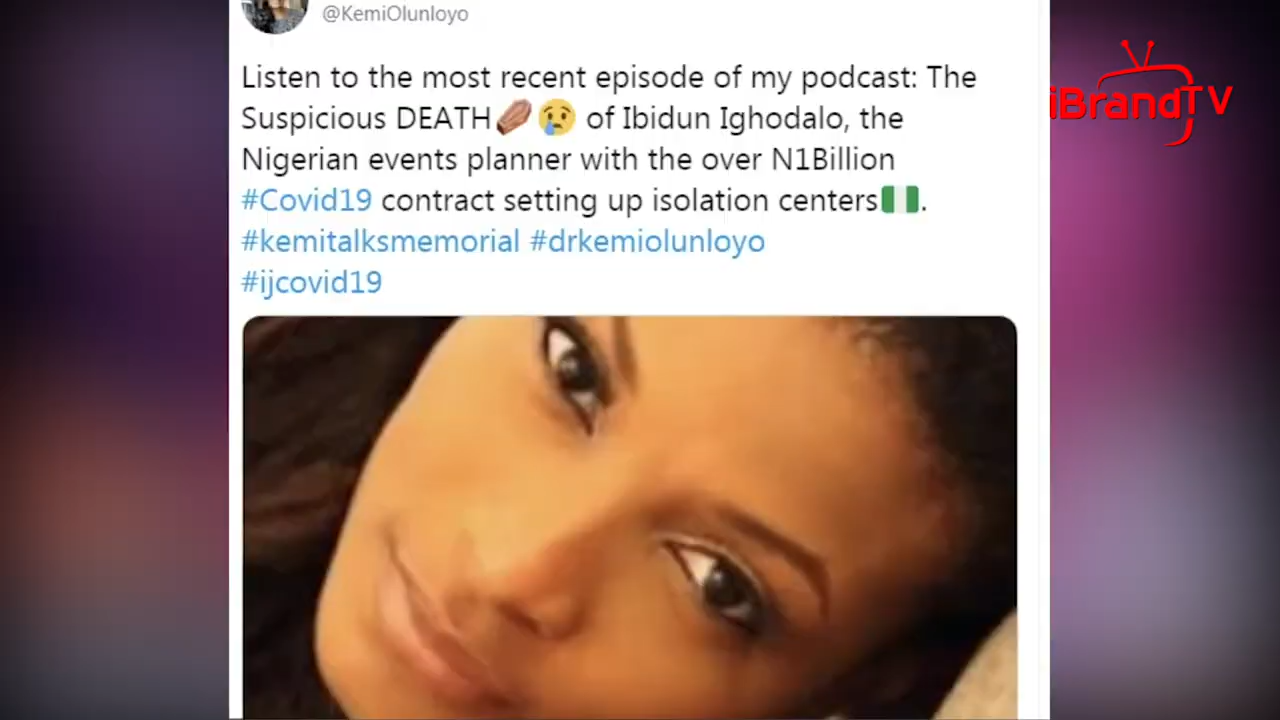 @KemiOlunloyo
iBrandTV
Listen to the most recent episode of my podcast: The
Suspicious DEATH⚰️😢 of Ibidun Ighodalo, the
Nigerian events planner with the over N1Billion
#Covid19 contract setting up isolation centers🇳🇬.
#kemitalksmemorial #drkemiolunloyo
#ijcovid19